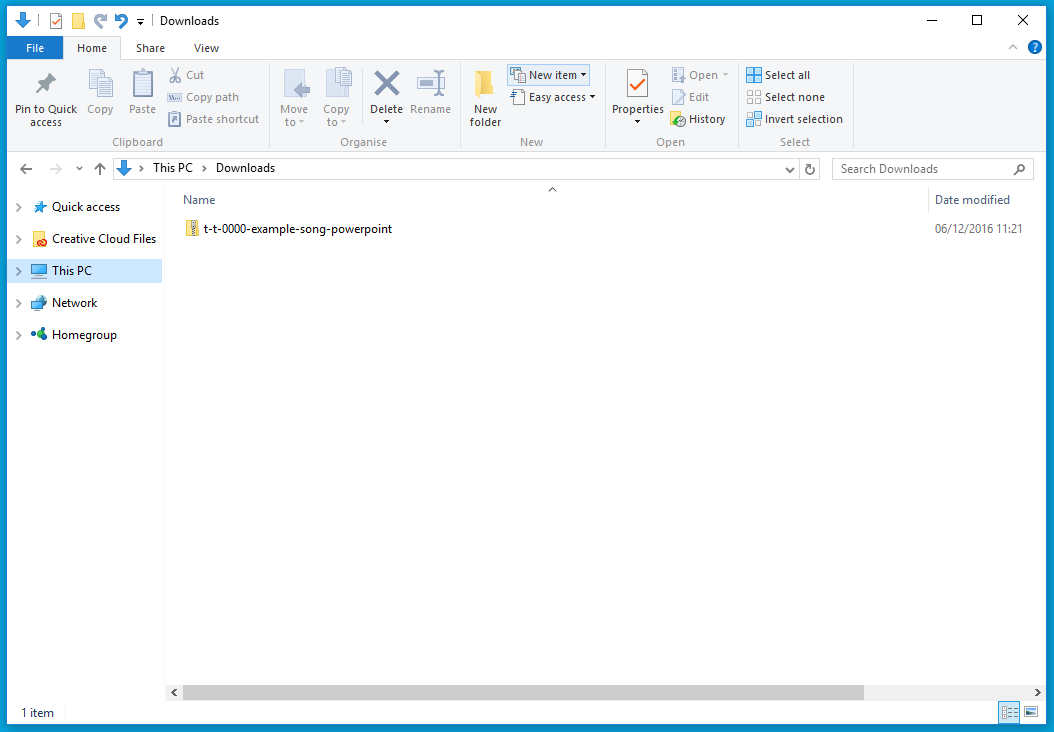 Downloads
File Home Share View
Pin to Quick access
Copy
Paste
Cut
Copy path
Paste shortcut
Clipboard
Move to
Copy to
Delete
Rename
Organise
New folder
New item
Easy access
New
Properties
Open
Edit
History
Open
Select all
Select none
Invert selection
Select
This PC Downloads
Search Downloads
Quick access
Creative Cloud Files
This PC
Network
Homegroup
Name Date modified
t-t-0000-example-song-powerpoint 06/12/2016 11:21
1 item